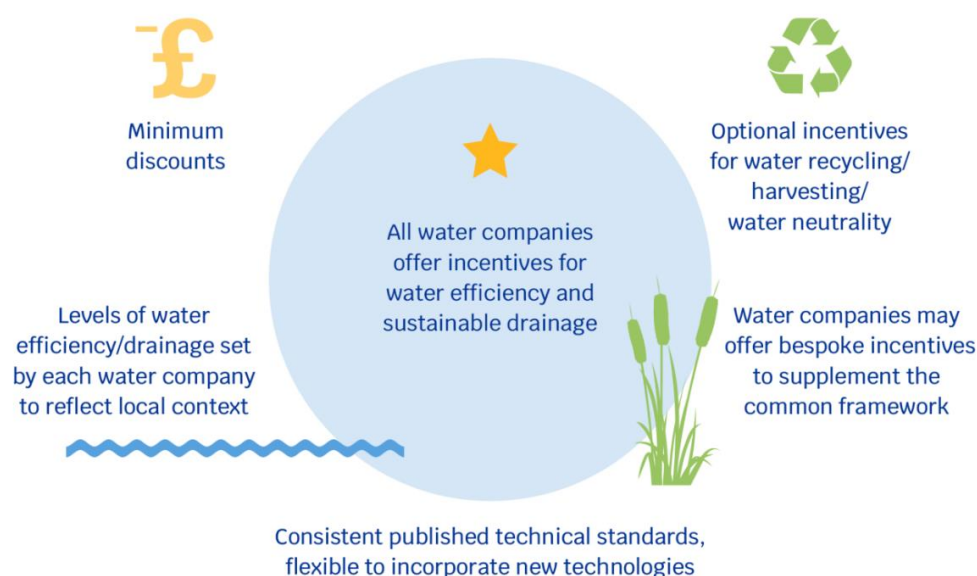 Minimum
discounts
Optional incentives
for water recycling/
harvesting/
water neutrality
All water companies
offer incentives for
water efficiency and
sustainable drainage
Levels of water
efficiency/drainage set
by each water company
to reflect local context
Water companies may
offer bespoke incentives
to supplement the
common framework
Consistent published technical standards,
flexible to incorporate new technologies